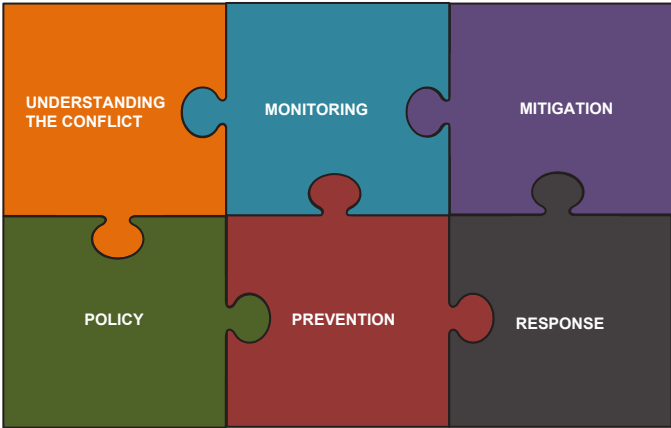 UNDERSTANDING
THE CONFLICT
MONITORING
MITIGATION
POLICY
PREVENTION
RESPONSE